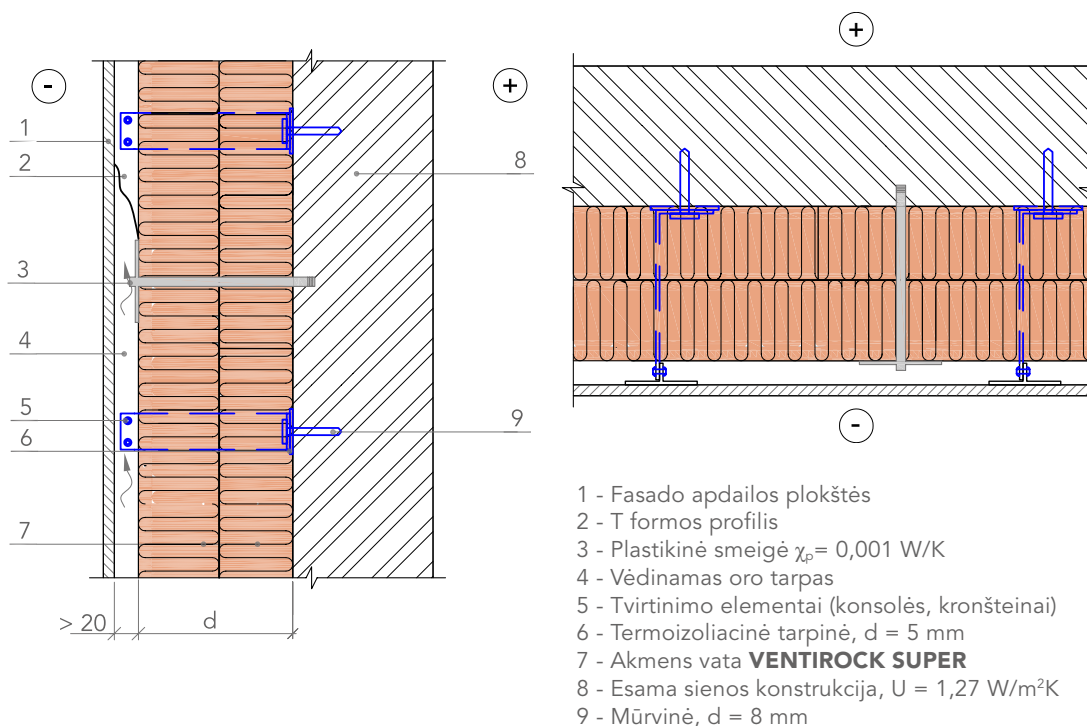 -
+
1
2
3
4
5
6
7
8
9
> 20
d
+
-
1 - Fasado apdailos plokštės
2 - T formos profilis
3 - Plastikinė smeigė χₚ= 0,001 W/K
4 - Vėdinamas oro tarpas
5 - Tvirtinimo elementai (konsolės, kronšteinai)
6 - Termoizoliacinė tarpinė, d = 5 mm
7 - Akmens vata VENTIROCK SUPER
8 - Esama sienos konstrukcija, U = 1,27 W/m²K
9 - Mūrvinė, d = 8 mm